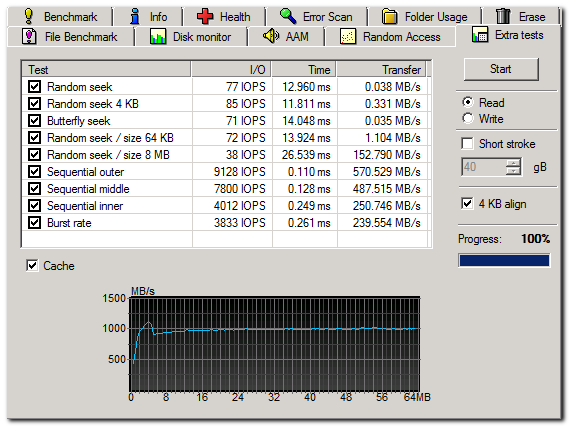 Benchmark Info Health Error Scan Folder Usage Erase
File Benchmark Disk monitor AAM Random Access Extra tests
Test I/O Time Transfer
Random seek 77 IOPS 12.960 ms 0.038 MB/s
Random seek 4 KB 85 IOPS 11.811 ms 0.331 MB/s
Butterfly seek 71 IOPS 14.048 ms 0.035 MB/s
Random seek / size 64 KB 72 IOPS 13.924 ms 1.104 MB/s
Random seek / size 8 MB 38 IOPS 26.539 ms 152.790 MB/s
Sequential outer 9128 IOPS 0.110 ms 570.529 MB/s
Sequential middle 7800 IOPS 0.128 ms 487.515 MB/s
Sequential inner 4012 IOPS 0.249 ms 250.746 MB/s
Burst rate 3833 IOPS 0.261 ms 239.554 MB/s
Start
Read
Write
Short stroke
40 gB
4 KB align
Progress: 100%
Cache
MB/s
1500
1000
500
0 8 16 24 32 40 48 56 64MB